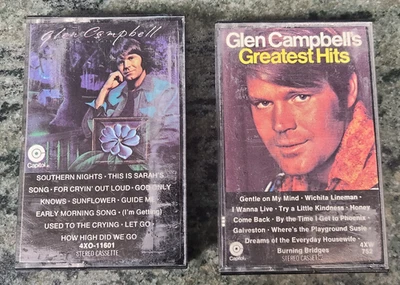 Glen Campbell
Capitol
SOUTHERN NIGHTS · THIS IS SARAH'S
SONG · FOR CRYIN' OUT LOUD · GOD ONLY
KNOWS · SUNFLOWER · GUIDE ME
EARLY MORNING SONG · (I'm Getting)
USED TO THE CRYING · LET GO
HOW HIGH DID WE GO
4XO-11601
STEREO CASSETTE
Glen Campbell's
Greatest Hits
Capitol
Gentle on My Mind · Wichita Lineman ·
I Wanna Live · Try a Little Kindness · Honey
Come Back · By the Time I Get to Phoenix
Galveston · Where's the Playground Susie
Dreams of the Everyday Housewife
Burning Bridges
STEREO CASSETTE
4XW
752